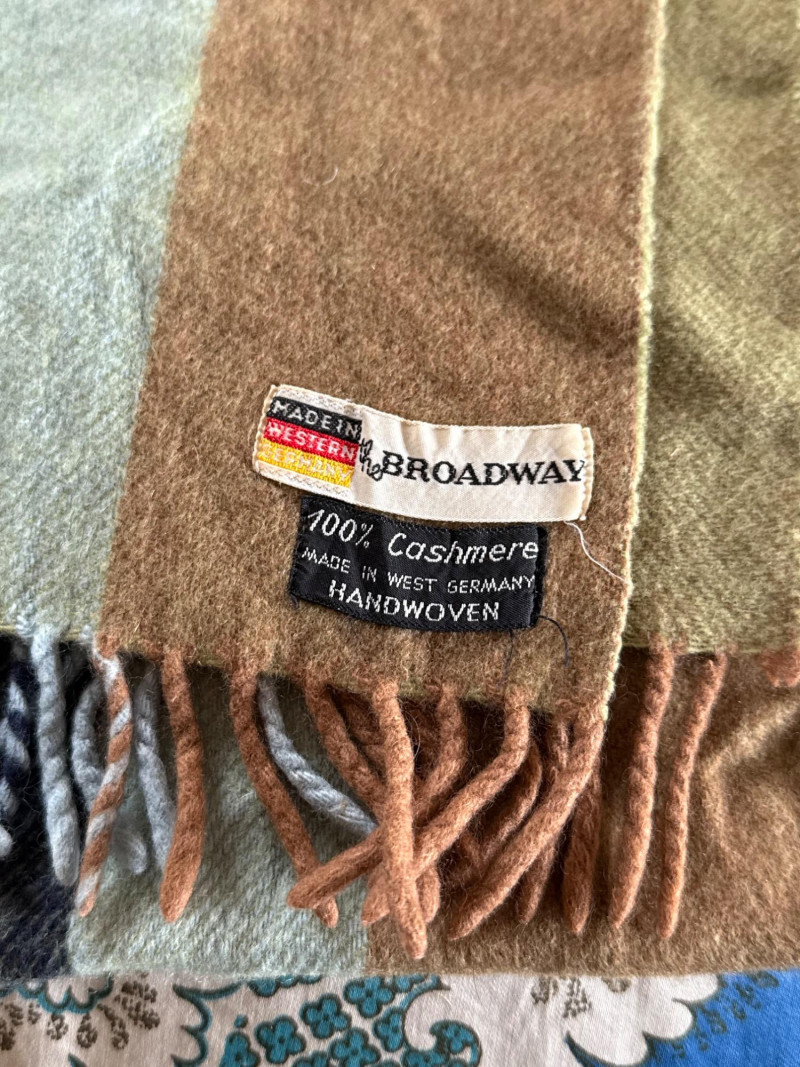 MADE IN
WESTERN
GERMANY
the BROADWAY
100% Cashmere
MADE IN WEST GERMANY
HANDWOVEN